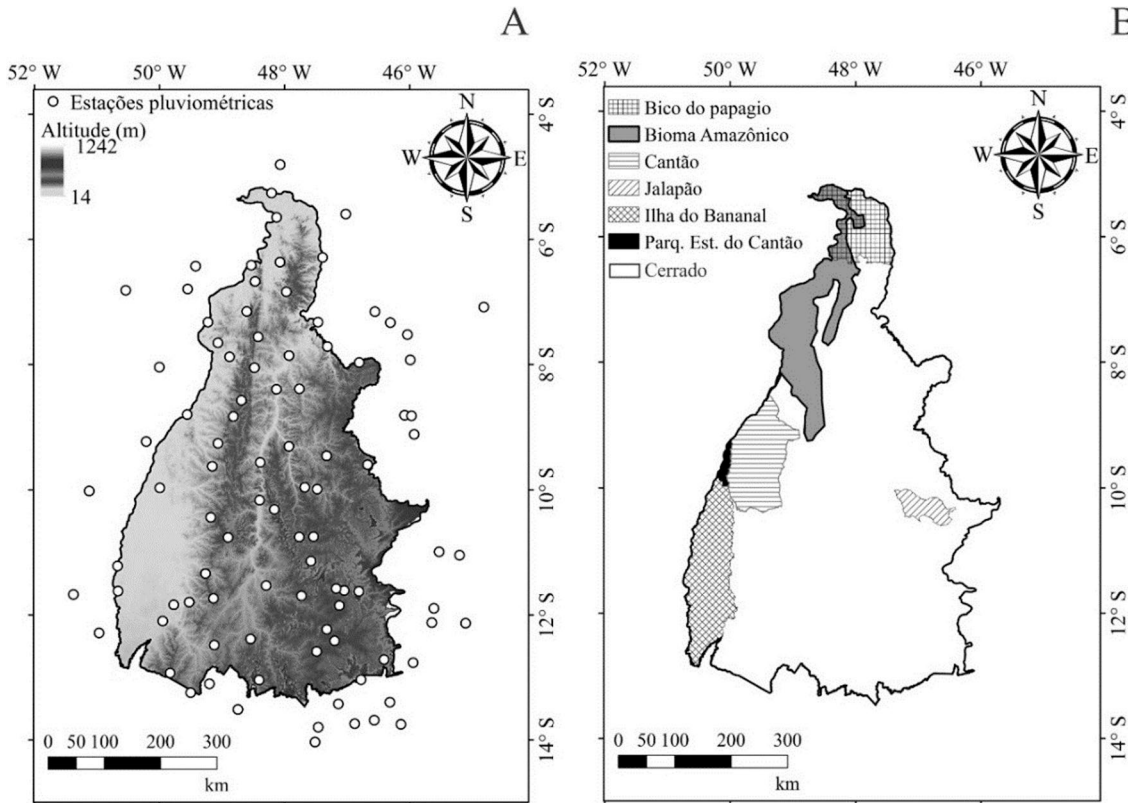 A
52° W 50° W 48° W 46° W
Estações pluviométricas
Altitude (m)
1242
14
N
W E
S
4° S
6° S
8° S
10° S
12° S
14° S
0 50 100 200 300
km
B
52° W 50° W 48° W 46° W
Bico do papagio
Bioma Amazônico
Cantão
Jalapão
Ilha do Bananal
Parq. Est. do Cantão
Cerrado
N
W E
S
4° S
6° S
8° S
10° S
12° S
14° S
0 50 100 200 300
km